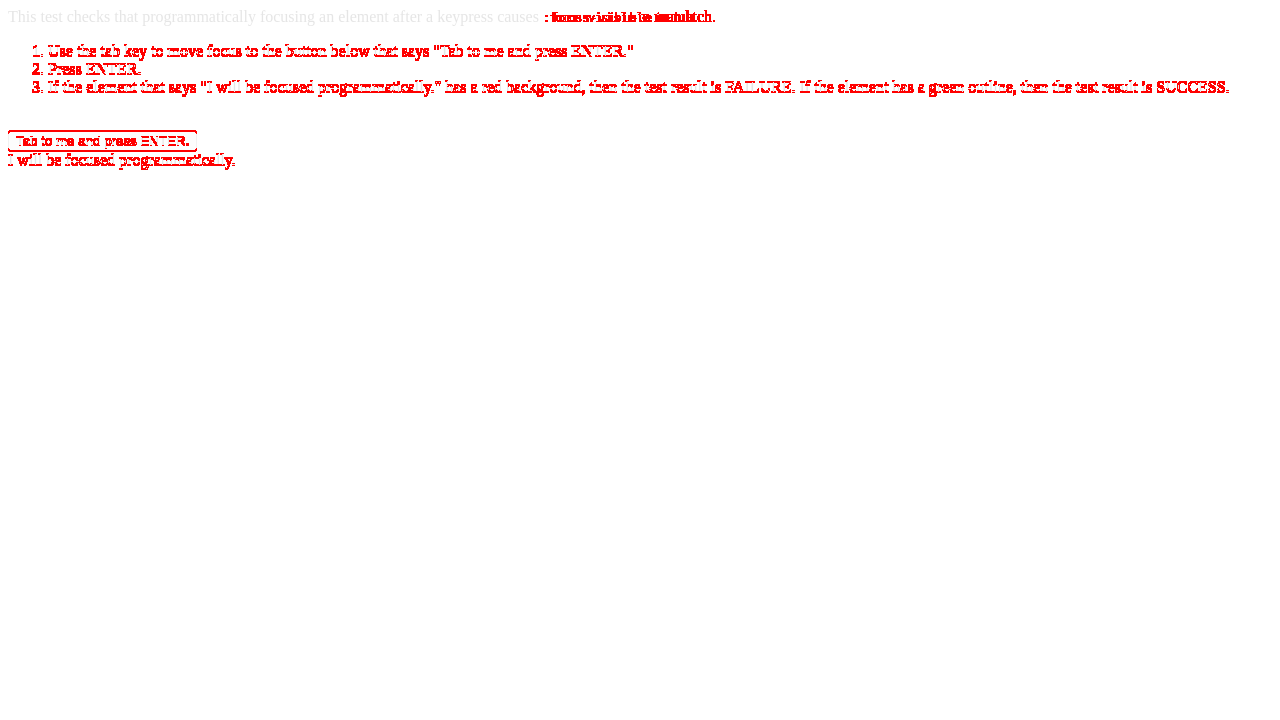 This test checks that programmatically focusing an element after a keypress causes :focus-visible to match.
1. Use the tab key to move focus to the button below that says "Tab to me and press ENTER."
2. Press ENTER.
3. If the element that says "I will be focused programmatically." has a red background, then the test result is FAILURE. If the element has a green outline, then the test result is SUCCESS.
Tab to me and press ENTER.
I will be focused programmatically.